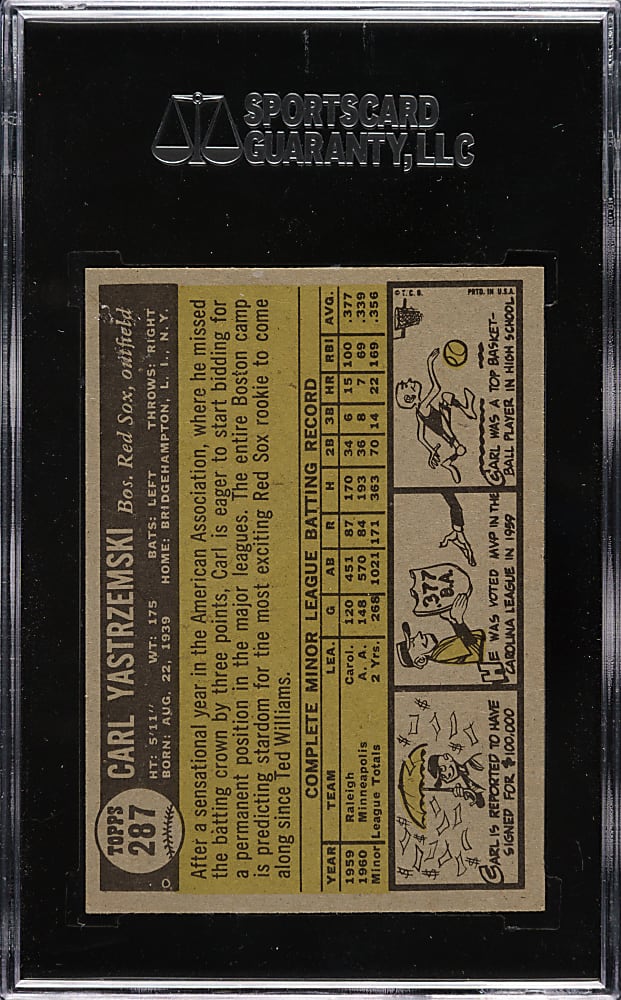 SPORTSCARD
GUARANTY, LLC
TOPPS
287
CARL YASTRZEMSKI Bos. Red Sox, outfield
HT: 5'11" WT: 175 BATS: LEFT THROWS: RIGHT
BORN: AUG. 22, 1939 HOME: BRIDGEHAMPTON, L. I., N. Y.
After a sensational year in the American Association, where he missed
the batting crown by three points, Carl is eager to start bidding for
a permanent position in the major leagues. The entire Boston camp
is predicting stardom for the most exciting Red Sox rookie to come
along since Ted Williams.
COMPLETE MINOR LEAGUE BATTING RECORD
YEAR TEAM LEA. G AB R H 2B 3B HR RBI AVG.
1959 Raleigh Carol. 120 451 87 170 34 6 15 100 .377
1960 Minneapolis A. A. 148 570 84 193 36 8 7 69 .339
Minor League Totals 2 Yrs. 268 1021 171 363 70 14 22 169 .356
CARL IS REPORTED TO HAVE
SIGNED FOR $100,000
.377
B.A.
HE WAS VOTED MVP IN THE
CAROLINA LEAGUE IN 1959
© T. C. G. PRTD. IN U.S.A.
CARL WAS A TOP BASKET-
BALL PLAYER IN HIGH SCHOOL